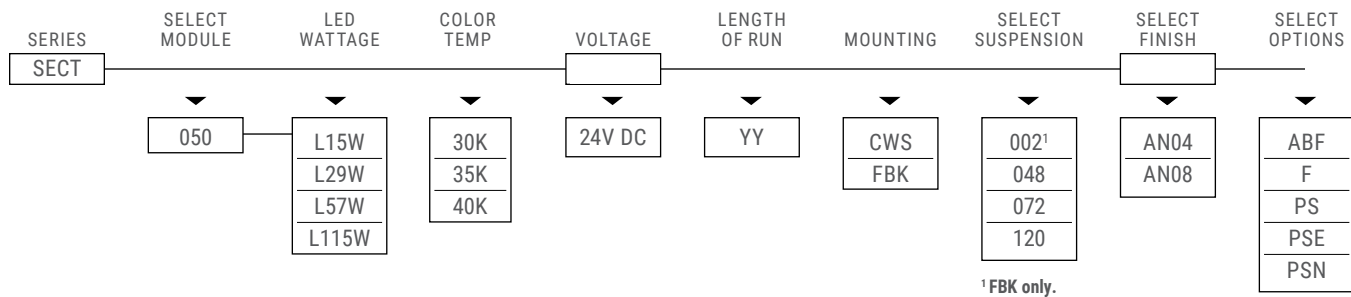 SERIES
SECT
SELECT
MODULE
050
LED
WATTAGE
L15W
L29W
L57W
L115W
COLOR
TEMP
30K
35K
40K
VOLTAGE
24V DC
LENGTH
OF RUN
YY
MOUNTING
CWS
FBK
SELECT
SUSPENSION
002¹
048
072
120
¹ FBK only.
SELECT
FINISH
AN04
AN08
SELECT
OPTIONS
ABF
F
PS
PSE
PSN